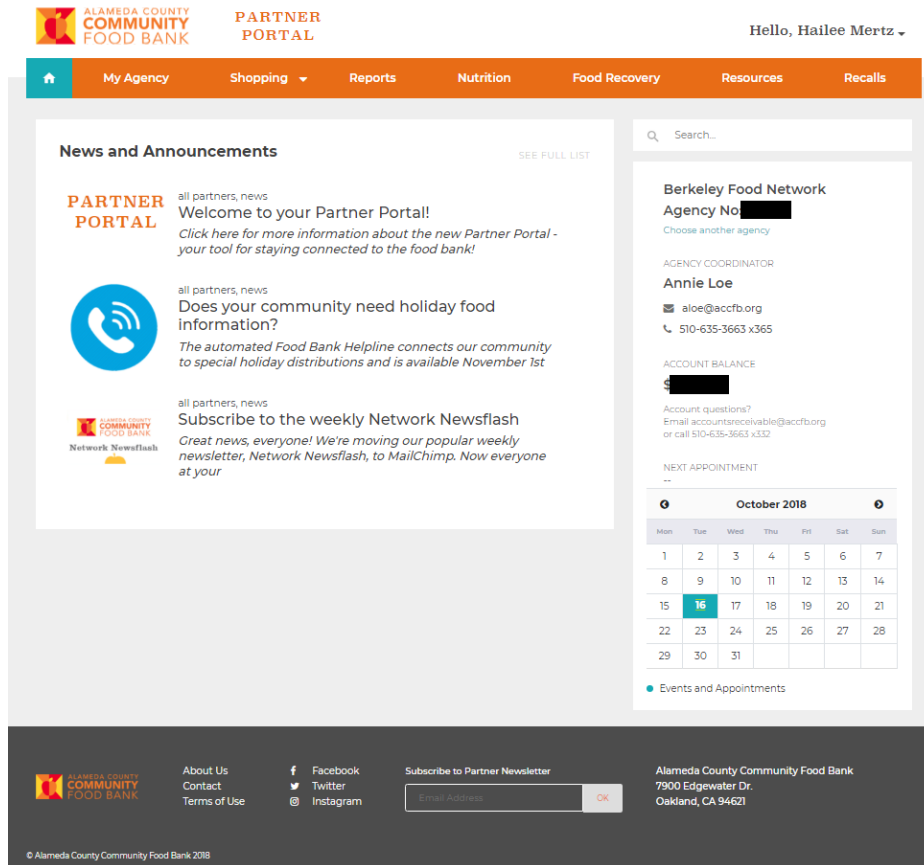 ALAMEDA COUNTY
COMMUNITY
FOOD BANK
PARTNER
PORTAL
Hello, Hailee Mertz
My Agency Shopping Reports Nutrition Food Recovery Resources Recalls
News and Announcements
SEE FULL LIST
PARTNER
PORTAL
all partners, news
Welcome to your Partner Portal!
Click here for more information about the new Partner Portal -
your tool for staying connected to the food bank!
all partners, news
Does your community need holiday food
information?
The automated Food Bank Helpline connects our community
to special holiday distributions and is available November 1st
ALAMEDA COUNTY
COMMUNITY
FOOD BANK
Network Newsflash
all partners, news
Subscribe to the weekly Network Newsflash
Great news, everyone! We're moving our popular weekly
newsletter, Network Newsflash, to MailChimp. Now everyone
at your
Search...
Berkeley Food Network
Agency No:
Choose another agency
AGENCY COORDINATOR
Annie Loe
aloe@accfb.org
510-635-3663 x365
ACCOUNT BALANCE
$
Account questions?
Email accountsreceivable@accfb.org
or call 510-635-3663 x332
NEXT APPOINTMENT
--
October 2018
Mon Tue Wed Thu Fri Sat Sun
1 2 3 4 5 6 7
8 9 10 11 12 13 14
15 16 17 18 19 20 21
22 23 24 25 26 27 28
29 30 31
Events and Appointments
ALAMEDA COUNTY
COMMUNITY
FOOD BANK
About Us
Contact
Terms of Use
Facebook
Twitter
Instagram
Subscribe to Partner Newsletter
Email Address OK
Alameda County Community Food Bank
7900 Edgewater Dr.
Oakland, CA 94621
© Alameda County Community Food Bank 2018